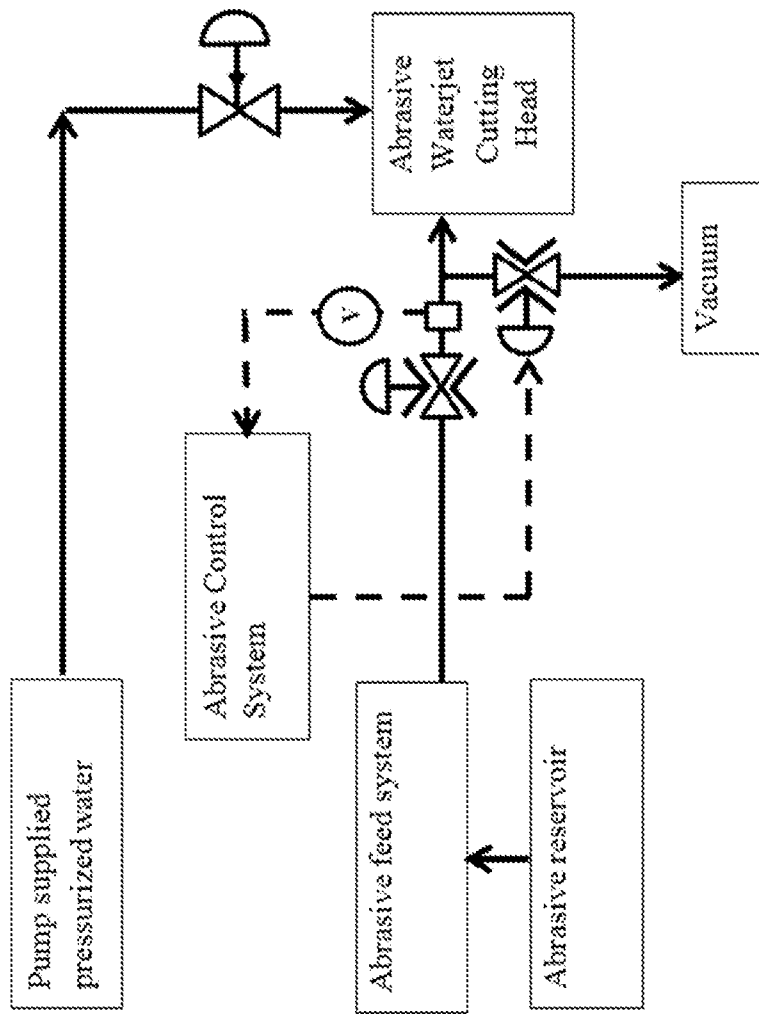 Pump supplied
pressurized water
Abrasive Control
System
V
Abrasive
Waterjet
Cutting
Head
Abrasive feed system
Abrasive reservoir
Vacuum